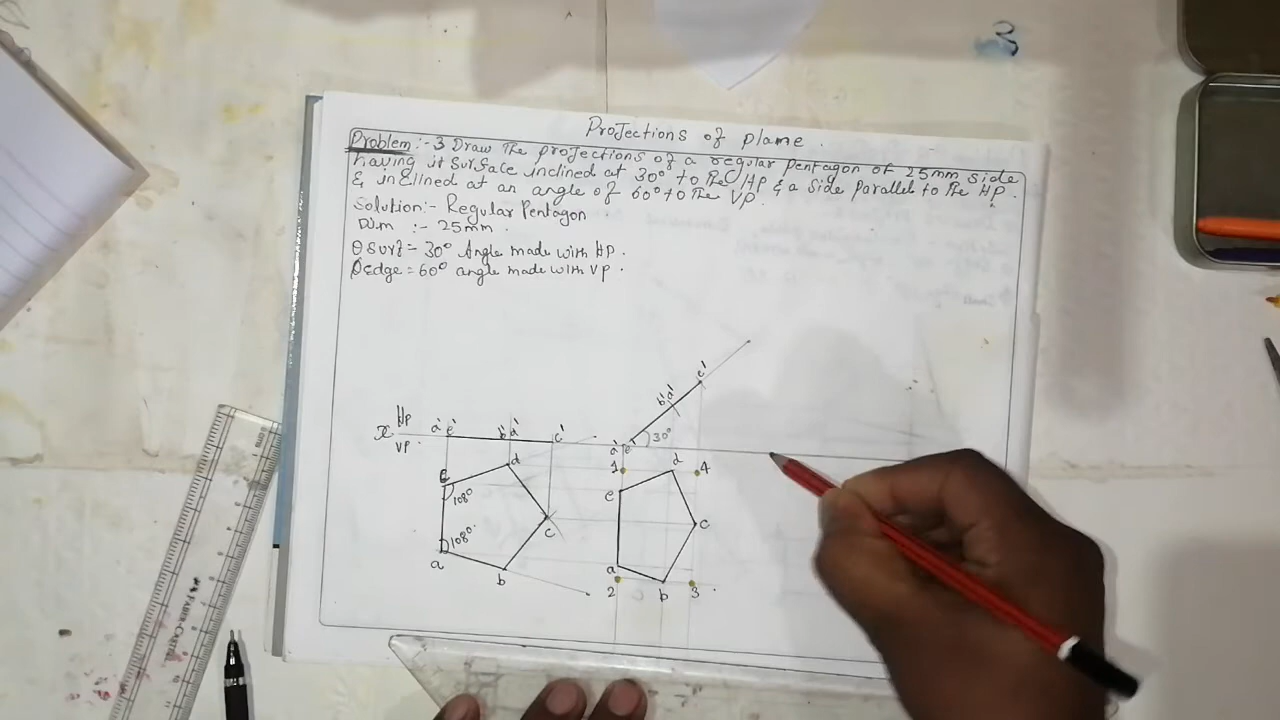 Projections of plane.
Problem:-3 Draw The projections of a regular pentagon of 25mm side
having it Surface inclined at 30° to the HP & a side parallel to the HP.
& inclined at an angle of 60° to The VP.
Solution:- Regular Pentagon
Dim :- 25mm.
θ Surf = 30° Angle made with HP.
θ edge = 60° angle made with VP.
c'
b'd'
30°
a' e'
X HP
VP
a' e' b' d' c'
1 d 4
e
c
a
2 b 3
E d
108°
108°
c
a
b
FABER-CASTELL
3